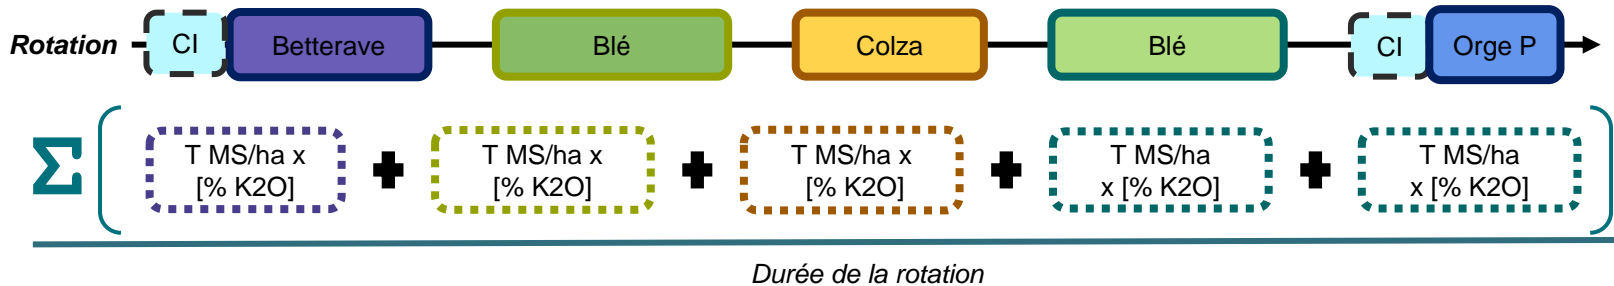 Rotation CI Betterave Blé Colza Blé CI Orge P
Σ
T MS/ha x
[% K2O]
T MS/ha x
[% K2O]
T MS/ha x
[% K2O]
T MS/ha
x [% K2O]
T MS/ha
x [% K2O]
Durée de la rotation